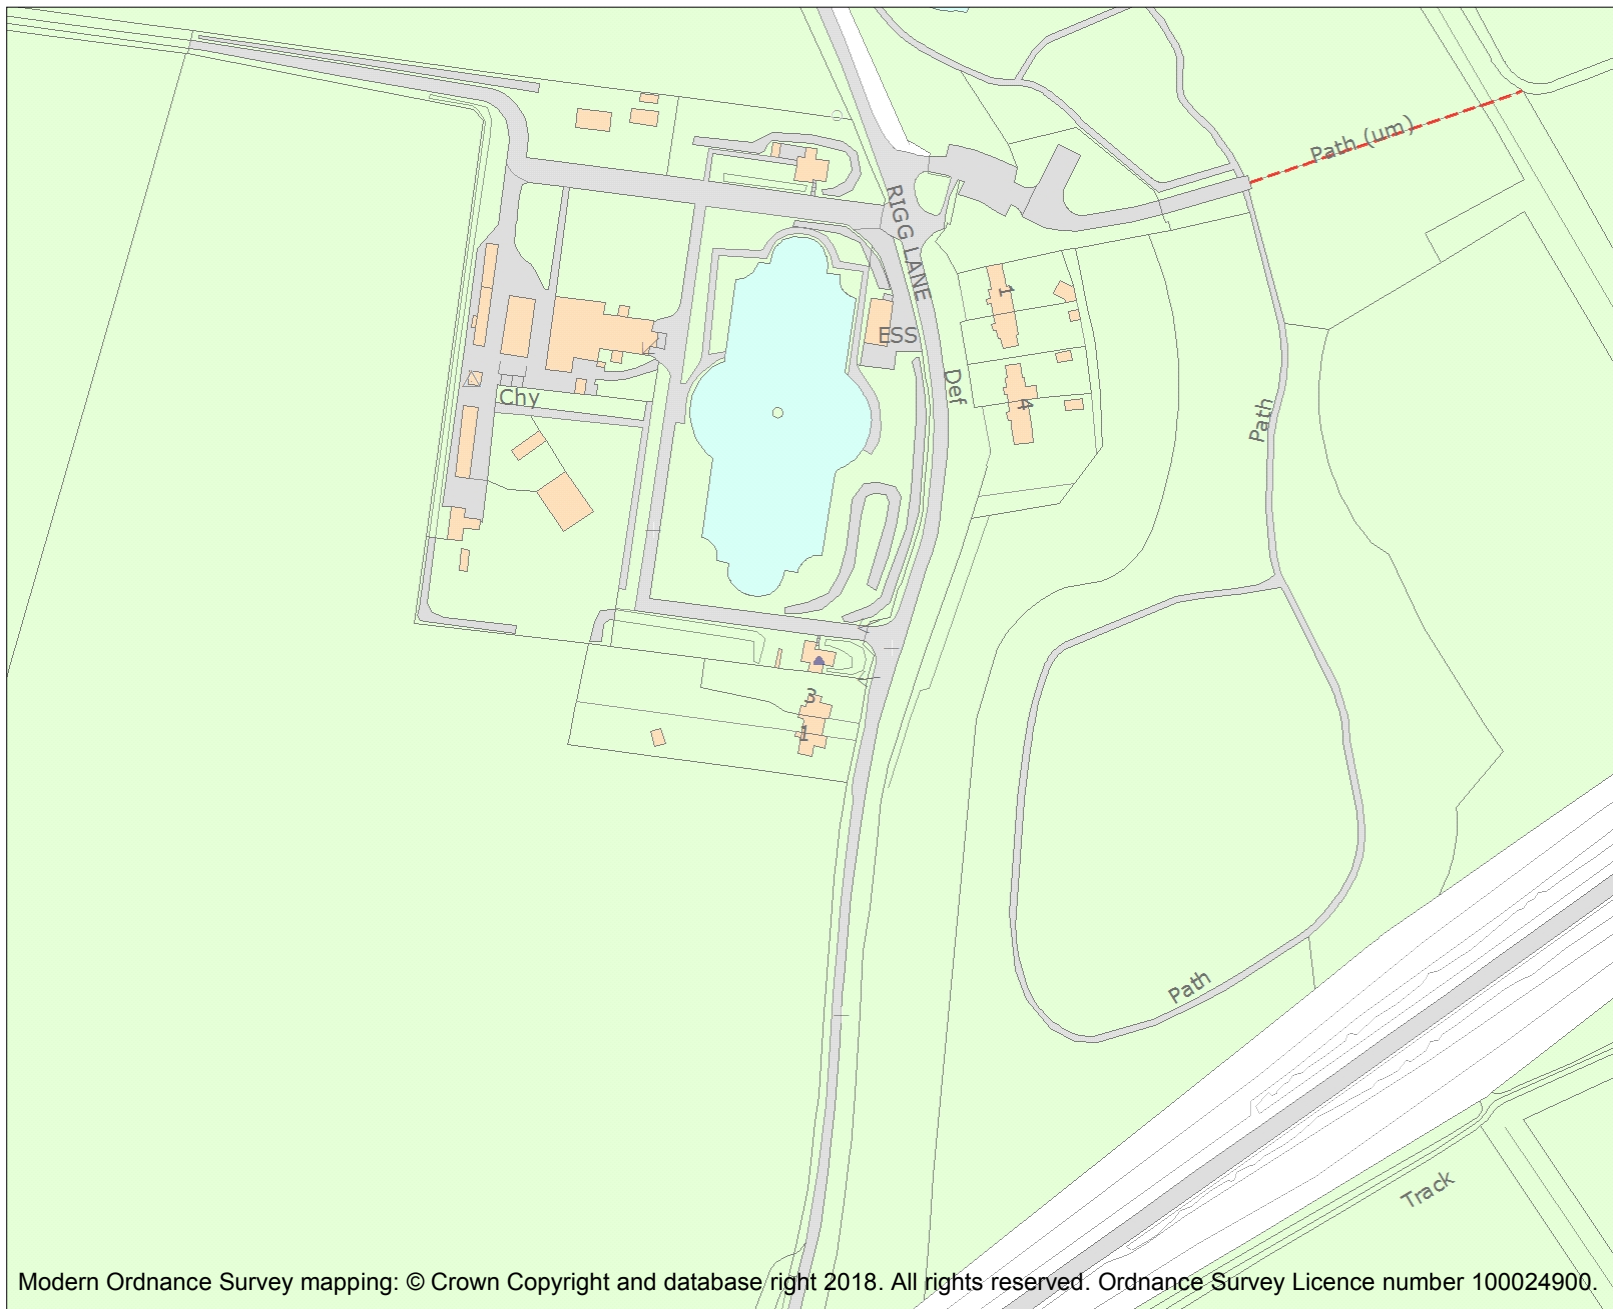 Path (um)
RIGG LANE
1
ESS
Def
Chy
4
Path
3
1
Path
Track
Modern Ordnance Survey mapping: © Crown Copyright and database right 2018. All rights reserved. Ordnance Survey Licence number 100024900.